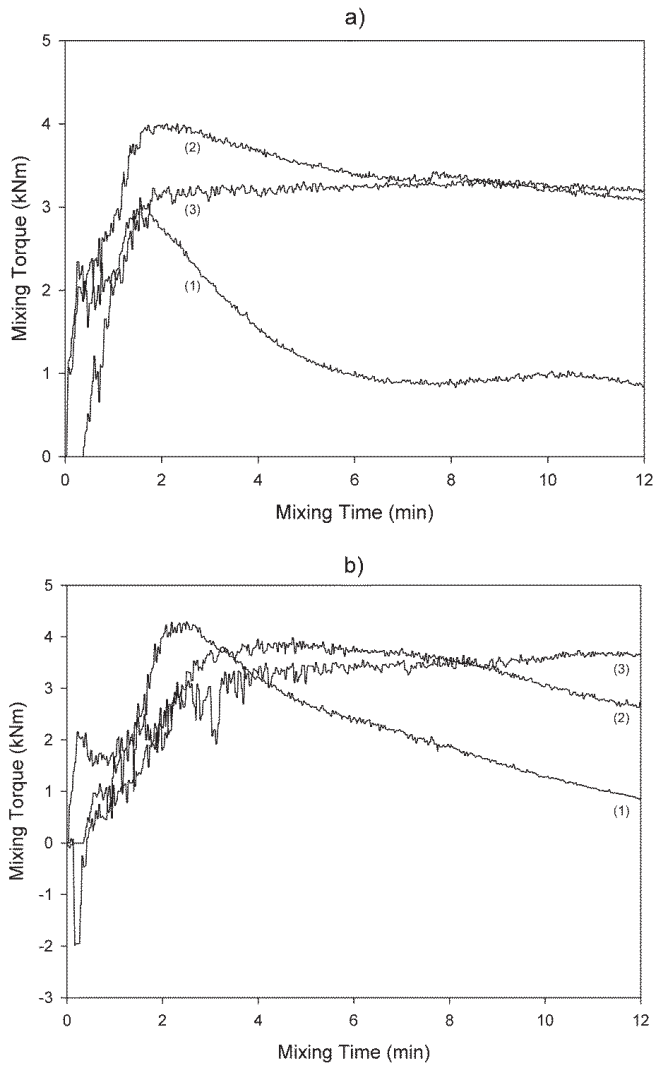 a)
5
4
3
2
1
0
Mixing Torque (kNm)
(2)
(3)
(1)
0 2 4 6 8 10 12
Mixing Time (min)
b)
5
4
3
2
1
0
-1
-2
-3
Mixing Torque (kNm)
(3)
(2)
(1)
0 2 4 6 8 10 12
Mixing Time (min)